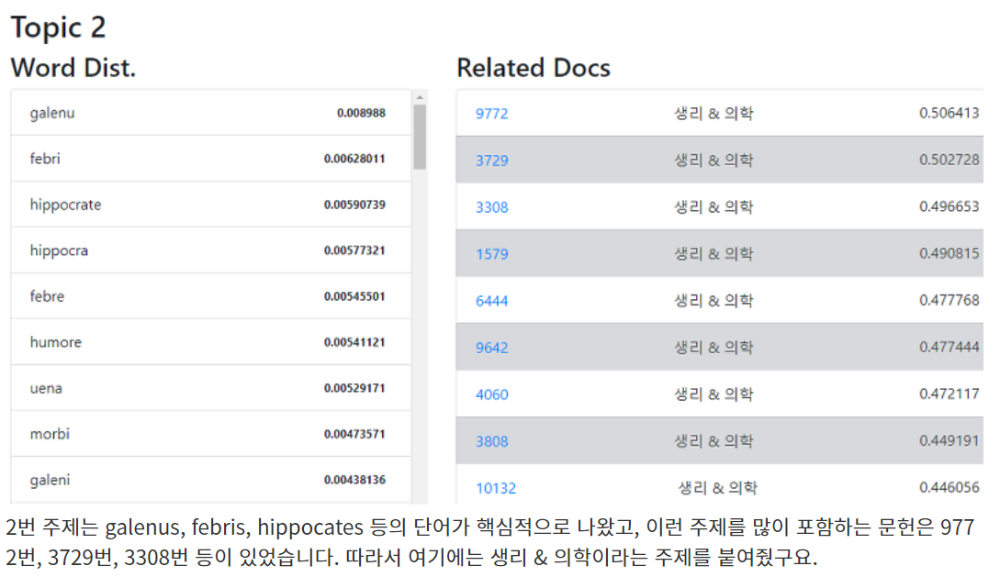 Topic 2
Word Dist.
Related Docs
galenu 0.008988
febri 0.00628011
hippocrate 0.00590739
hippocra 0.00577321
febre 0.00545501
humore 0.00541121
uena 0.00529171
morbi 0.00473571
galeni 0.00438136
9772 생리 & 의학 0.506413
3729 생리 & 의학 0.502728
3308 생리 & 의학 0.496653
1579 생리 & 의학 0.490815
6444 생리 & 의학 0.477768
9642 생리 & 의학 0.477444
4060 생리 & 의학 0.472117
3808 생리 & 의학 0.449191
10132 생리 & 의학 0.446056
2번 주제는 galenus, febris, hippocates 등의 단어가 핵심적으로 나왔고, 이런 주제를 많이 포함하는 문헌은 977
2번, 3729번, 3308번 등이 있었습니다. 따라서 여기에는 생리 & 의학이라는 주제를 붙여줬구요.